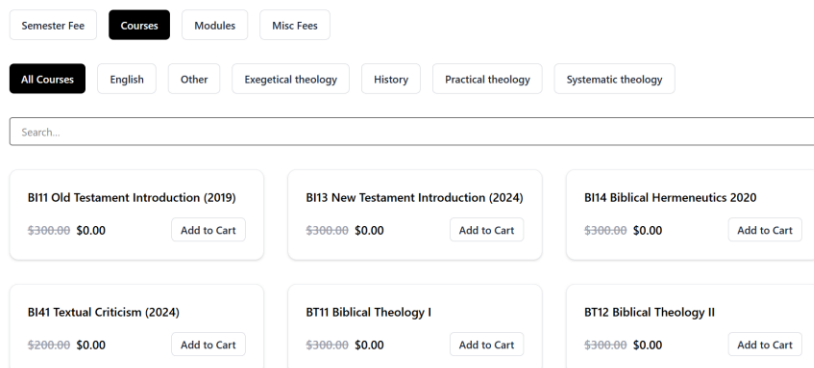 Semester Fee Courses Modules Misc Fees
All Courses English Other Exegetical theology History Practical theology Systematic theology
Search...
BI11 Old Testament Introduction (2019) BI13 New Testament Introduction (2024) BI14 Biblical Hermeneutics 2020
$300.00 $0.00 Add to Cart $300.00 $0.00 Add to Cart $300.00 $0.00 Add to Cart
BI41 Textual Criticism (2024) BT11 Biblical Theology I BT12 Biblical Theology II
$200.00 $0.00 Add to Cart $300.00 $0.00 Add to Cart $300.00 $0.00 Add to Cart